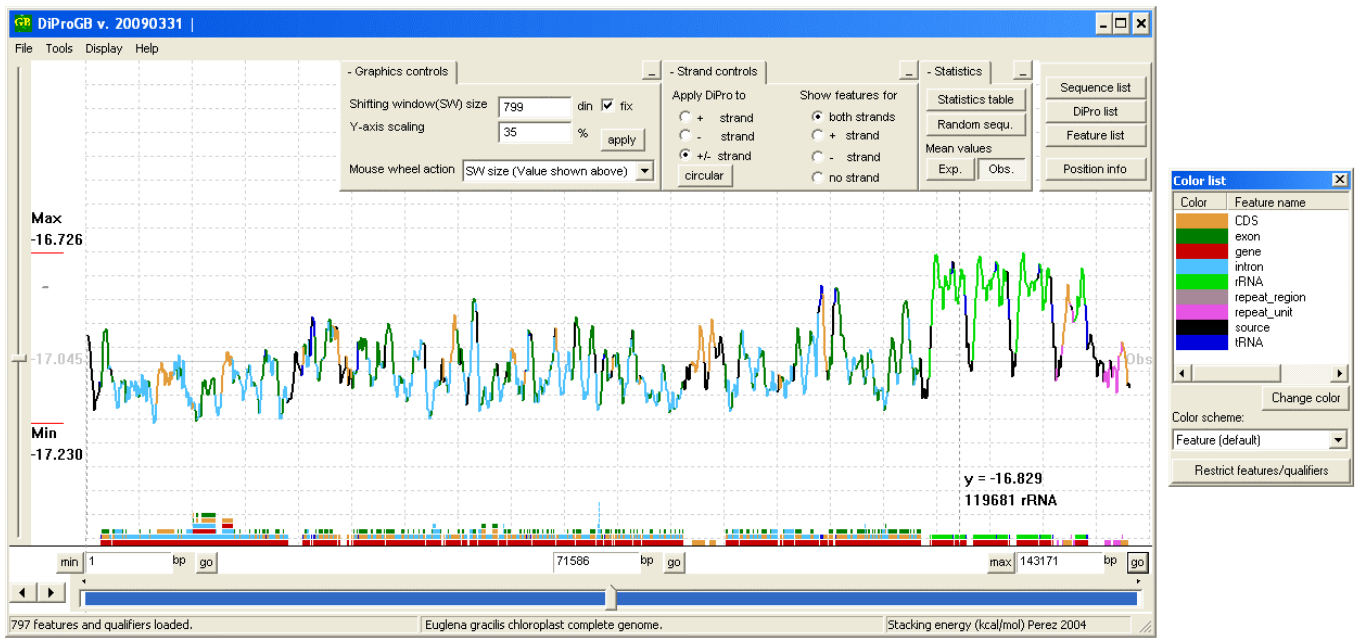 DiProGB v. 20090331 |
File Tools Display Help
- Graphics controls
Shifting window(SW) size 799 din fix
Y-axis scaling 35 % apply
Mouse wheel action SW size (Value shown above)
- Strand controls
Apply DiPro to Show features for
+ strand both strands
- strand + strand
+/- strand - strand
circular no strand
- Statistics
Statistics table
Random sequ.
Mean values
Exp. Obs.
Sequence list
DiPro list
Feature list
Position info
Max
-16.726
-17.045
Obs
Min
-17.230
y = -16.829
119681 rRNA
min 1 bp go 71586 bp go max 143171 bp go
797 features and qualifiers loaded. Euglena gracilis chloroplast complete genome. Stacking energy (kcal/mol) Perez 2004
Color list
Color Feature name
CDS
exon
gene
intron
rRNA
repeat_region
repeat_unit
source
tRNA
Change color
Color scheme:
Feature (default)
Restrict features/qualifiers